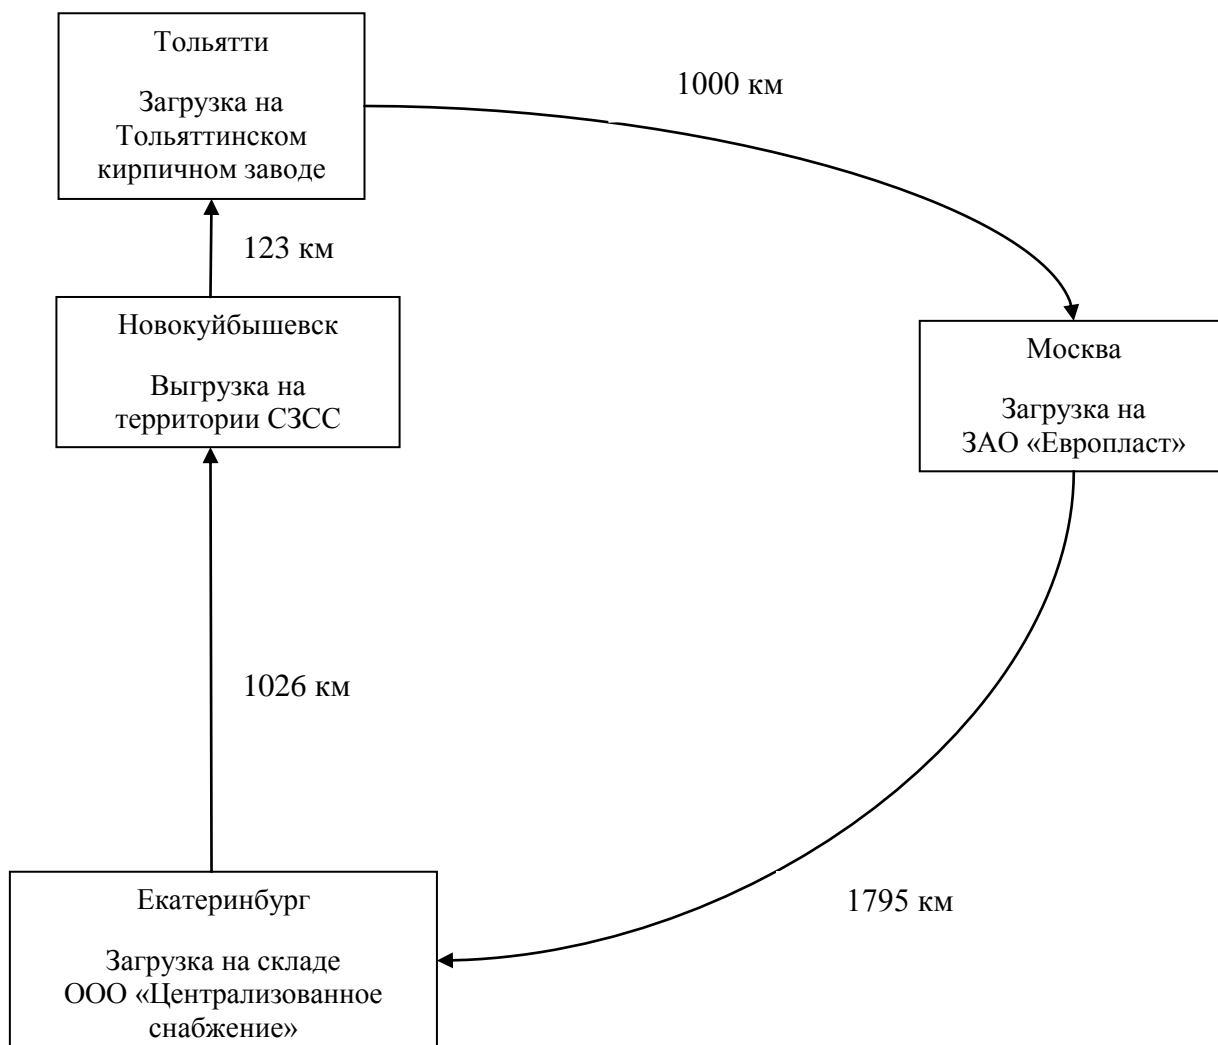 Тольятти
Загрузка на
Тольяттинском
кирпичном заводе
1000 км
123 км
Новокуйбышевск
Выгрузка на
территории СЗСС
Москва
Загрузка на
ЗАО «Европласт»
1026 км
1795 км
Екатеринбург
Загрузка на складе
ООО «Централизованное
снабжение»